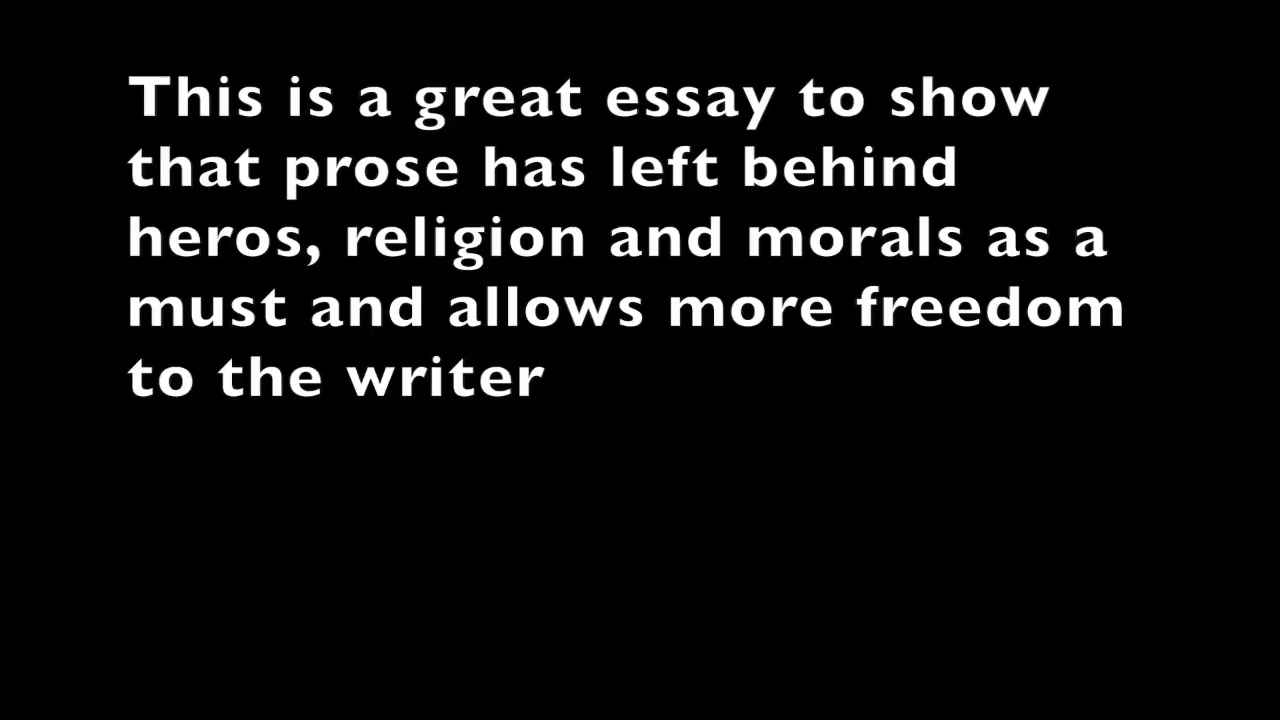 This is a great essay to show
that prose has left behind
heros, religion and morals as a
must and allows more freedom
to the writer